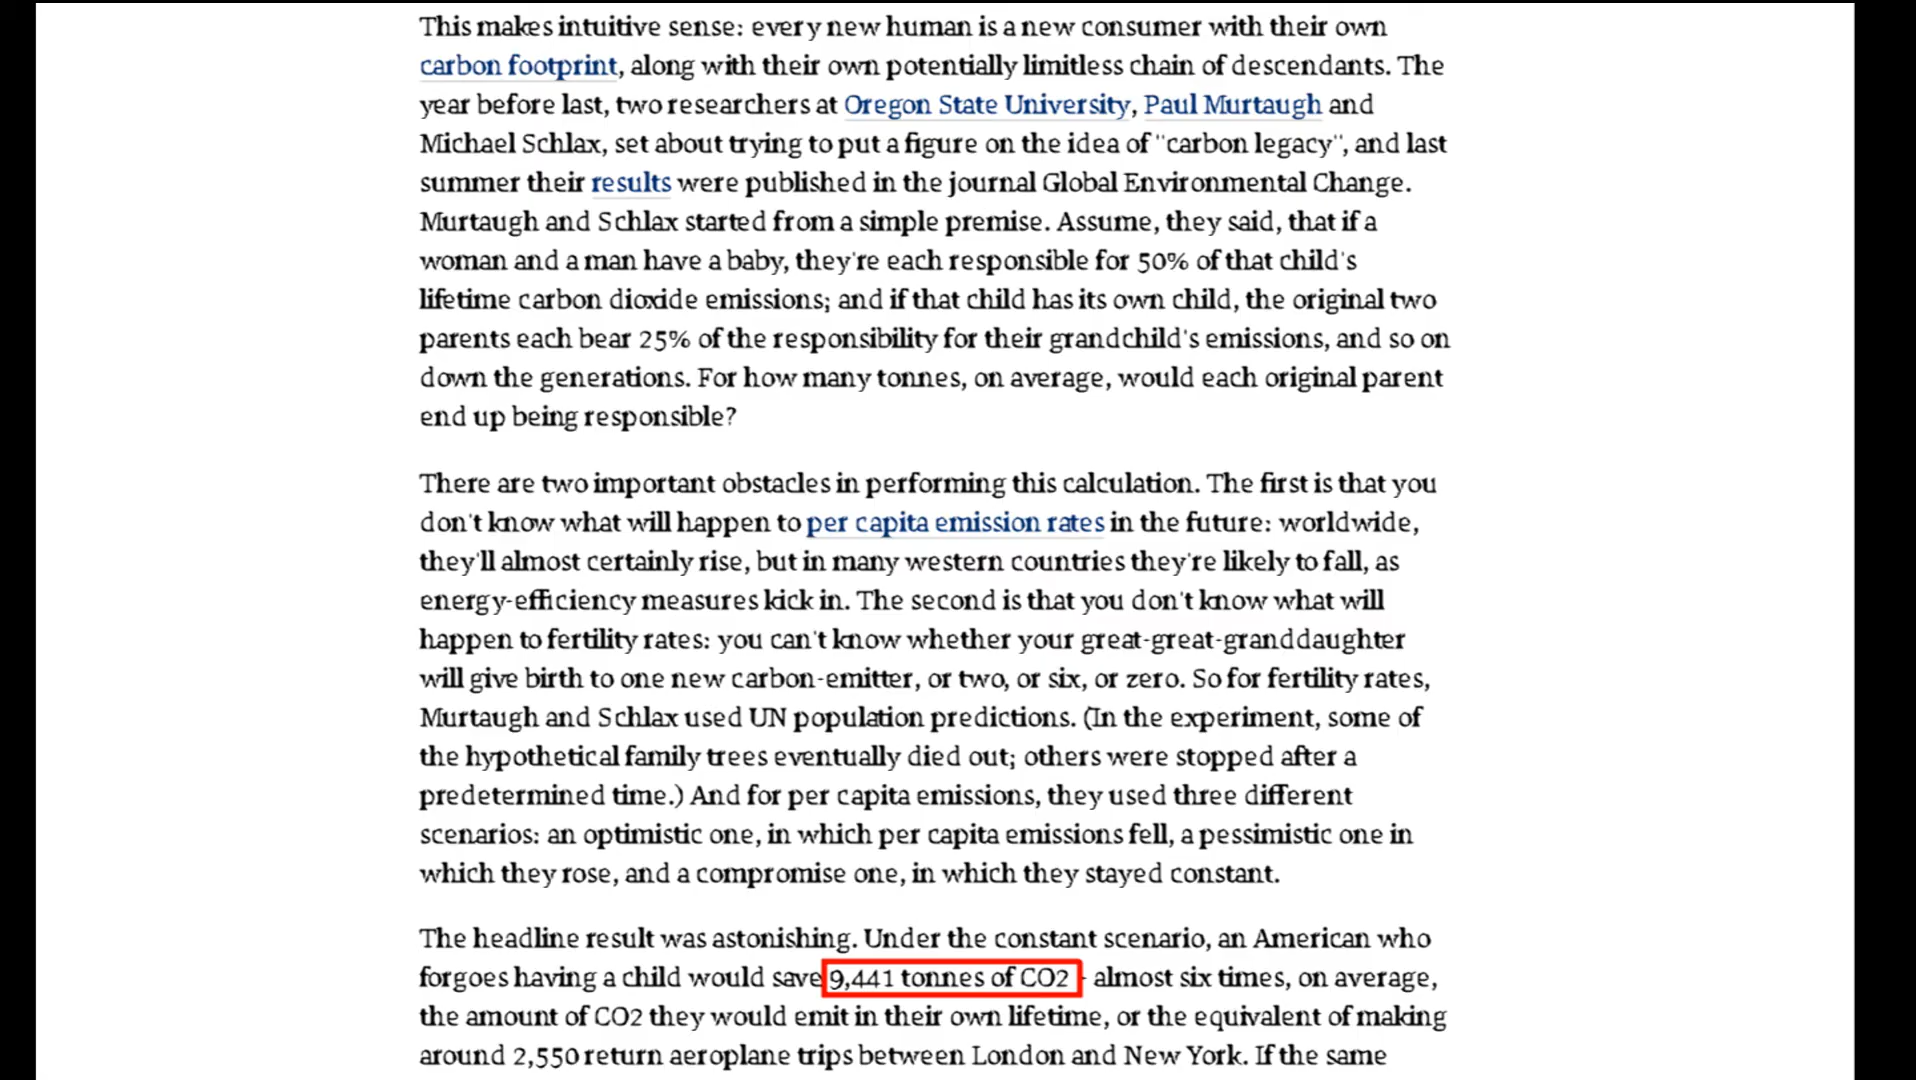 This makes intuitive sense: every new human is a new consumer with their own
carbon footprint, along with their own potentially limitless chain of descendants. The
year before last, two researchers at Oregon State University, Paul Murtaugh and
Michael Schlax, set about trying to put a figure on the idea of "carbon legacy", and last
summer their results were published in the journal Global Environmental Change.
Murtaugh and Schlax started from a simple premise. Assume, they said, that if a
woman and a man have a baby, they're each responsible for 50% of that child's
lifetime carbon dioxide emissions; and if that child has its own child, the original two
parents each bear 25% of the responsibility for their grandchild's emissions, and so on
down the generations. For how many tonnes, on average, would each original parent
end up being responsible?
There are two important obstacles in performing this calculation. The first is that you
don't know what will happen to per capita emission rates in the future: worldwide,
they'll almost certainly rise, but in many western countries they're likely to fall, as
energy-efficiency measures kick in. The second is that you don't know what will
happen to fertility rates: you can't know whether your great-great-granddaughter
will give birth to one new carbon-emitter, or two, or six, or zero. So for fertility rates,
Murtaugh and Schlax used UN population predictions. (In the experiment, some of
the hypothetical family trees eventually died out; others were stopped after a
predetermined time.) And for per capita emissions, they used three different
scenarios: an optimistic one, in which per capita emissions fell, a pessimistic one in
which they rose, and a compromise one, in which they stayed constant.
The headline result was astonishing. Under the constant scenario, an American who
forgoes having a child would save 9,441 tonnes of CO2 - almost six times, on average,
the amount of CO2 they would emit in their own lifetime, or the equivalent of making
around 2,550 return aeroplane trips between London and New York. If the same